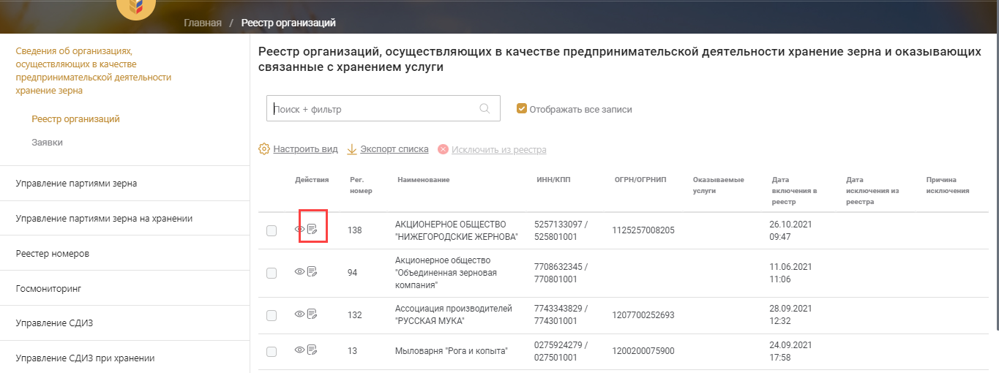 Главная / Реестр организаций
Сведения об организациях,
осуществляющих в качестве
предпринимательской деятельности
хранение зерна
Реестр организаций
Заявки
Управление партиями зерна
Управление партиями зерна на хранении
Реестер номеров
Госмониторинг
Управление СДИЗ
Управление СДИЗ при хранении
Реестр организаций, осуществляющих в качестве предпринимательской деятельности хранение зерна и оказывающих
связанные с хранением услуги
Поиск + фильтр
Отображать все записи
Настроить вид Экспорт списка Исключить из реестра
Действия Рег. номер Наименование ИНН/КПП ОГРН/ОГРНИП Оказываемые услуги Дата включения в реестр Дата исключения из реестра Причина исключения
138 АКЦИОНЕРНОЕ ОБЩЕСТВО "НИЖЕГОРОДСКИЕ ЖЕРНОВА" 5257133097 / 525801001 1125257008205 26.10.2021 09:47
94 Акционерное общество "Объединенная зерновая компания" 7708632345 / 770801001 11.06.2021 11:06
132 Ассоциация производителей "РУССКАЯ МУКА" 7743343829 / 774301001 1207700252693 28.09.2021 12:32
13 Мыловарня "Рога и копыта" 0275924279 / 027501001 1200200075900 24.09.2021 17:58